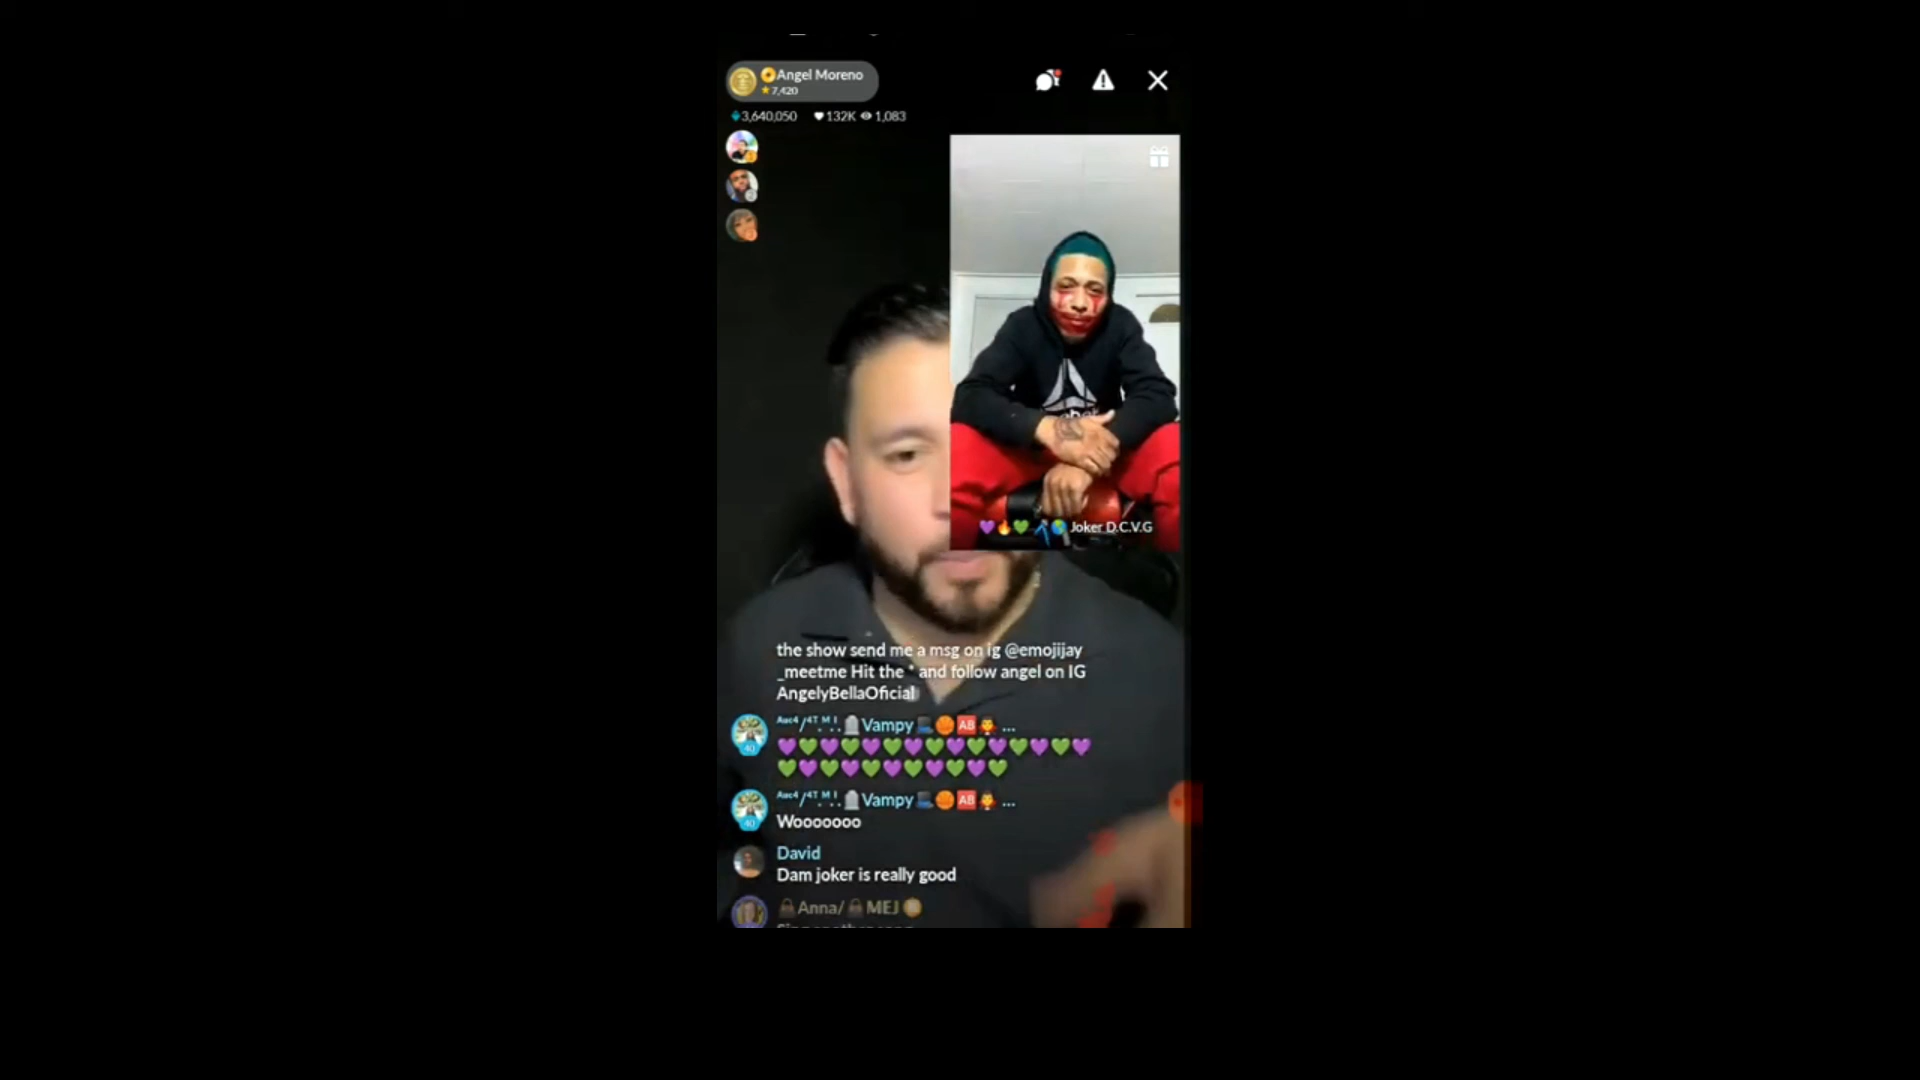 Angel Moreno
7,420
3,640,050 132K 1,083
Joker D.C.V.G
the show send me a msg on ig @emojijay
_meetme Hit the * and follow angel on IG
AngelyBellaOficial
Vampy 🆎 ...
💜💚💜💚💜💚💜💚💜💚💜💚💜💚💜
💚💜💚💜💚💜💚💜💚💜💚
Vampy 🆎 ...
Wooooooo
David
Dam joker is really good
Anna/ MEJ